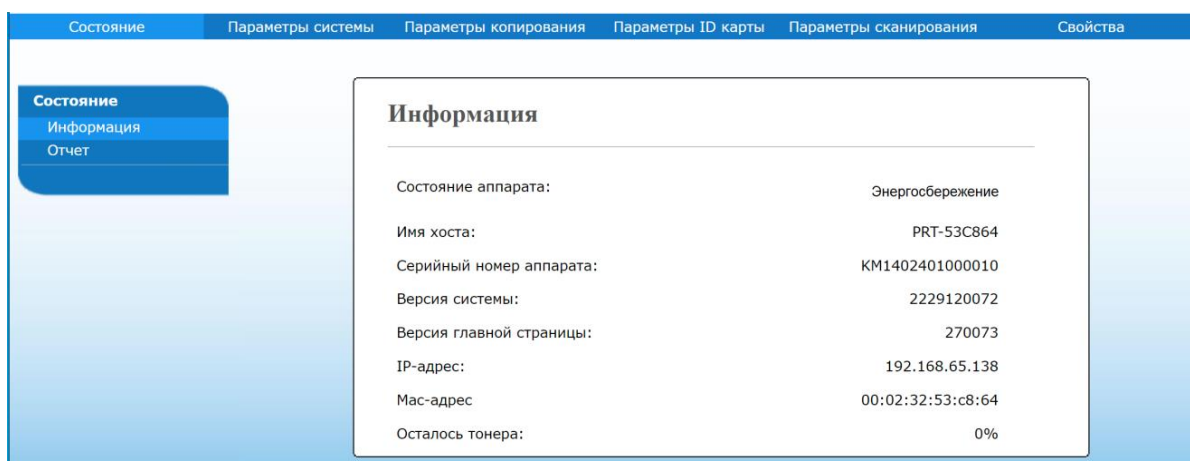 Состояние Параметры системы Параметры копирования Параметры ID карты Параметры сканирования Свойства
Состояние
Информация
Отчет
Информация
Состояние аппарата: Энергосбережение
Имя хоста: PRT-53C864
Серийный номер аппарата: KM1402401000010
Версия системы: 2229120072
Версия главной страницы: 270073
IP-адрес: 192.168.65.138
Мас-адрес 00:02:32:53:c8:64
Осталось тонера: 0%